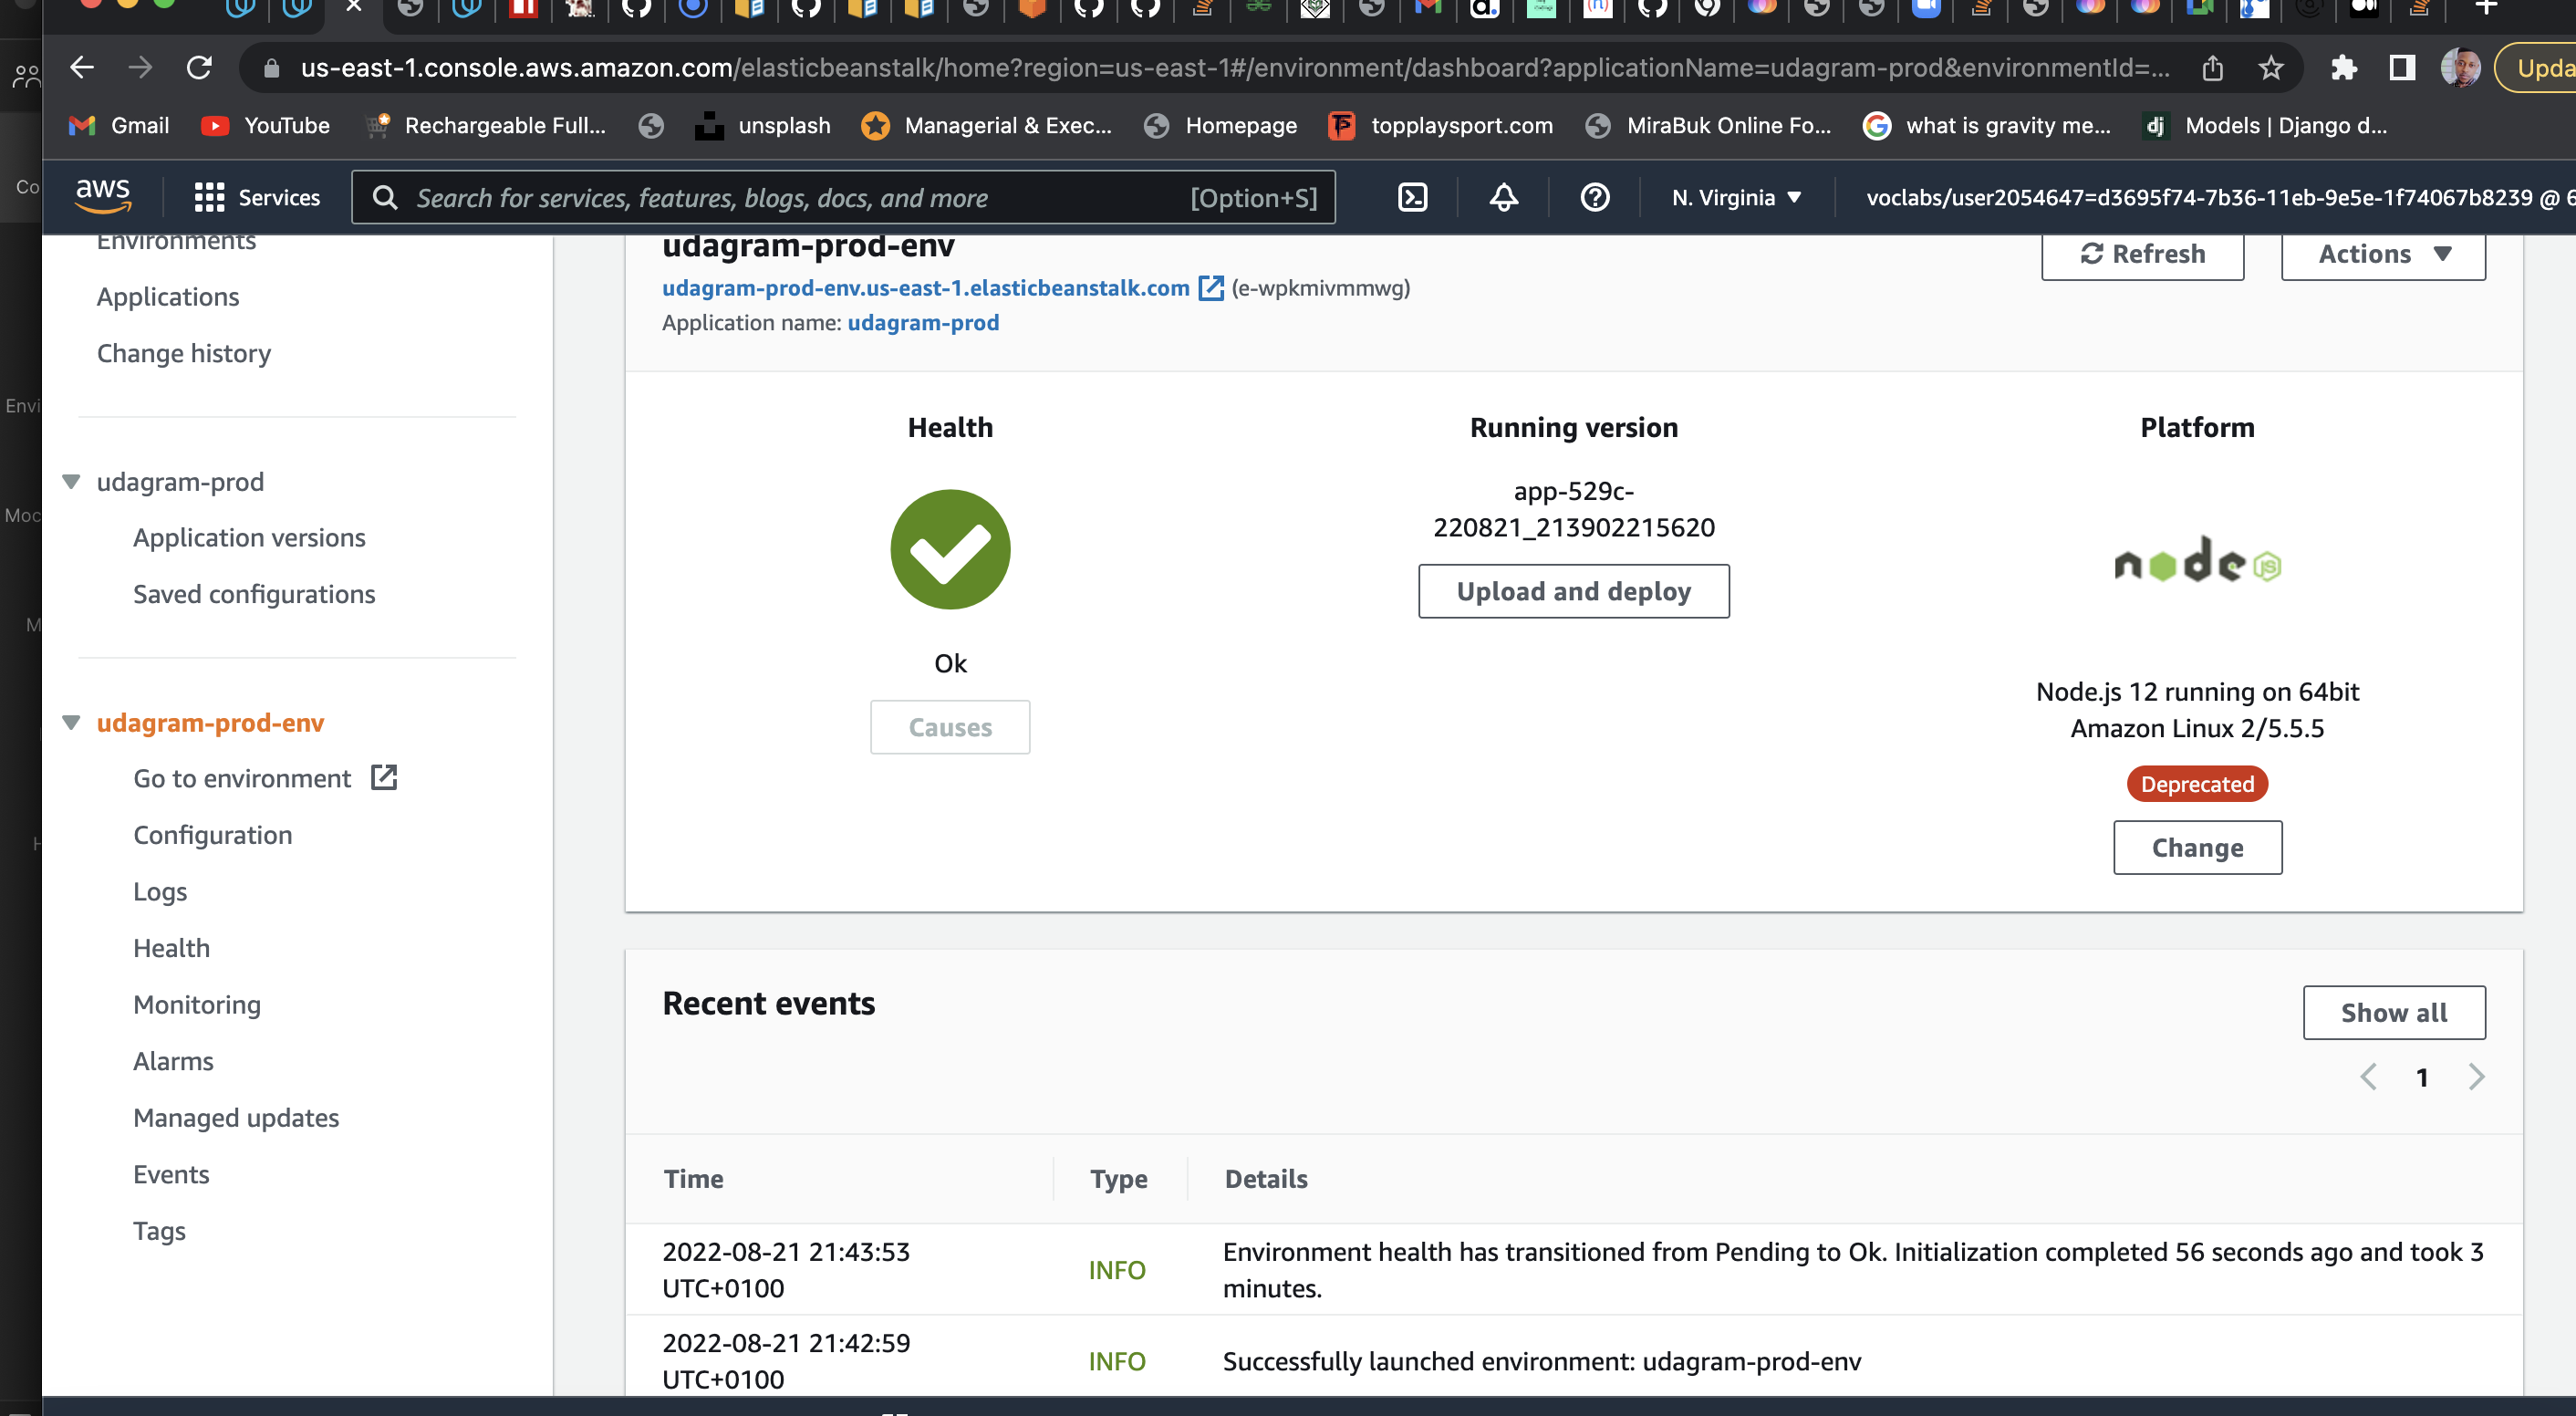 us-east-1.console.aws.amazon.com/elasticbeanstalk/home?region=us-east-1#/environment/dashboard?applicationName=udagram-prod&environmentId=...
Upda
Gmail
YouTube
Rechargeable Full...
unsplash
Managerial & Exec...
Homepage
topplaysport.com
MiraBuk Online Fo...
what is gravity me...
dj
Models | Django d...
aws
Services
Search for services, features, blogs, docs, and more
[Option+S]
N. Virginia
voclabs/user2054647=d3695f74-7b36-11eb-9e5e-1f74067b8239 @ 6
Co
Envi
Moc
M
H
Environments
Applications
Change history
udagram-prod
Application versions
Saved configurations
udagram-prod-env
Go to environment
Configuration
Logs
Health
Monitoring
Alarms
Managed updates
Events
Tags
udagram-prod-env
udagram-prod-env.us-east-1.elasticbeanstalk.com (e-wpkmivmmwg)
Application name: udagram-prod
Refresh
Actions
Health
Ok
Causes
Running version
app-529c-
220821_213902215620
Upload and deploy
Platform
node JS
Node.js 12 running on 64bit
Amazon Linux 2/5.5.5
Deprecated
Change
Recent events
Show all
1
Time
Type
Details
2022-08-21 21:43:53
UTC+0100
INFO
Environment health has transitioned from Pending to Ok. Initialization completed 56 seconds ago and took 3
minutes.
2022-08-21 21:42:59
UTC+0100
INFO
Successfully launched environment: udagram-prod-env